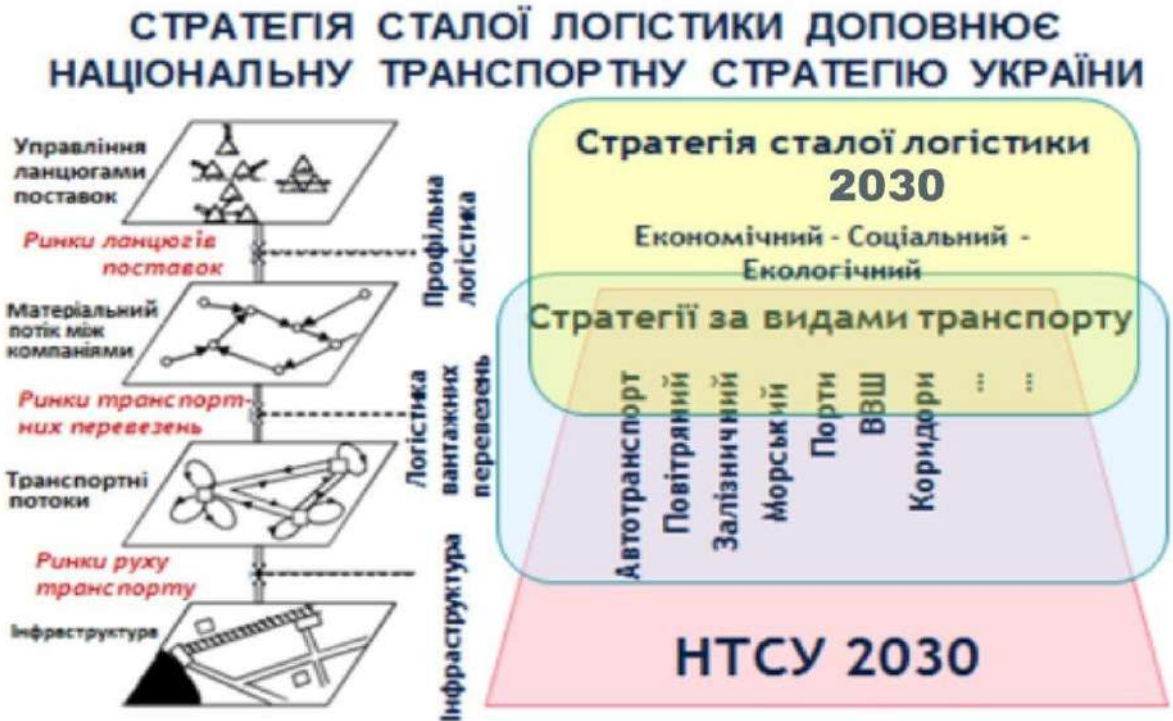 СТРАТЕГІЯ СТАЛОЇ ЛОГІСТИКИ ДОПОВНЮЄ
НАЦІОНАЛЬНУ ТРАНСПОРТНУ СТРАТЕГІЮ УКРАЇНИ
Управління
ланцюгами
поставок
Ринки ланцюгів
поставок
Матеріальний
потік між
компаніями
Ринки транспорт-
них перевезень
Транспортні
потоки
Ринки руху
транспорту
Інфраструктура
Профільна
логістика
Логістика
вантажних
перевезень
Інфраструктура
Стратегія сталої логістики
2030
Економічний - Соціальний -
Екологічний
Стратегії за видами транспорту
Автотранспорт
Повітряний
Залізничний
Морський
Порти
ВВШ
Коридори
...
...
НТСУ 2030